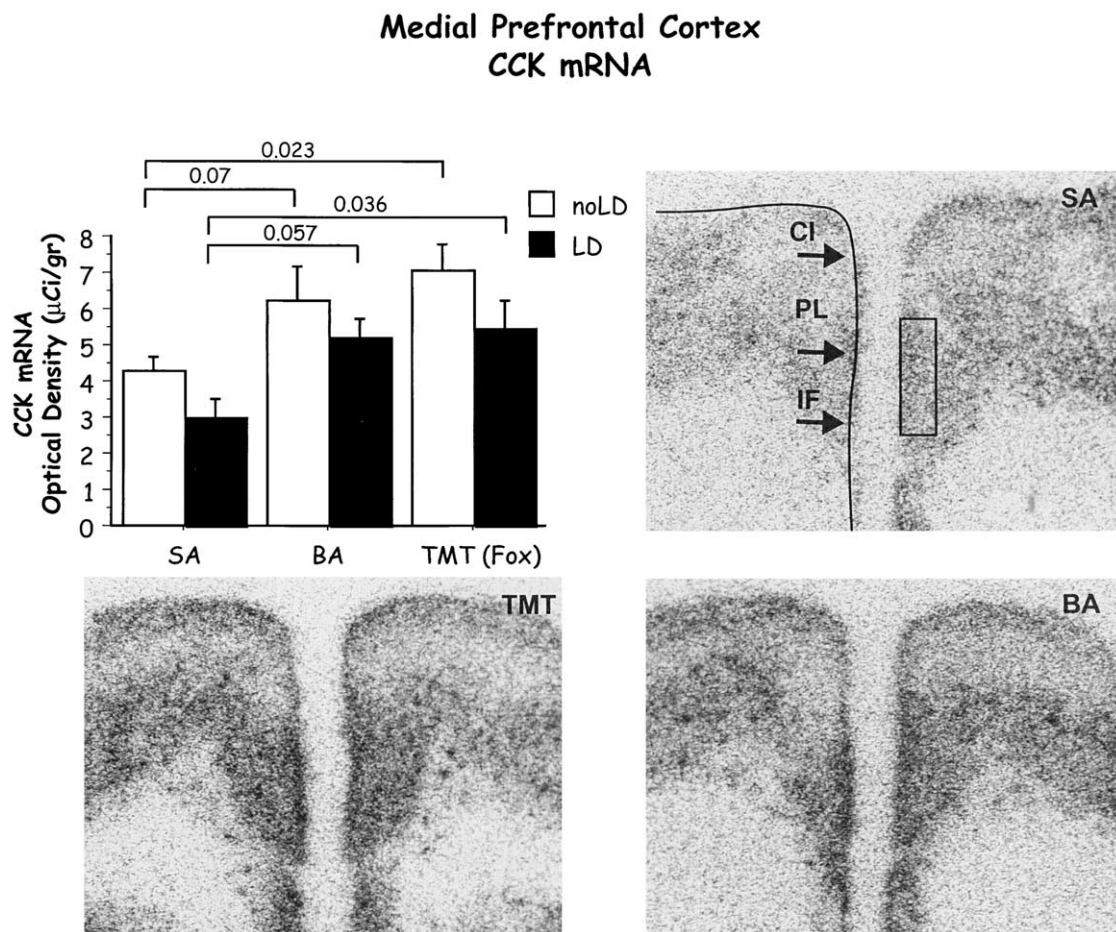 Medial Prefrontal Cortex
CCK mRNA
0.023
0.07
0.036
0.057
noLD
LD
CCK mRNA
Optical Density (μCi/gr)
8
7
6
5
4
3
2
1
0
SA
BA
TMT (Fox)
SA
CI
PL
IF
TMT
BA